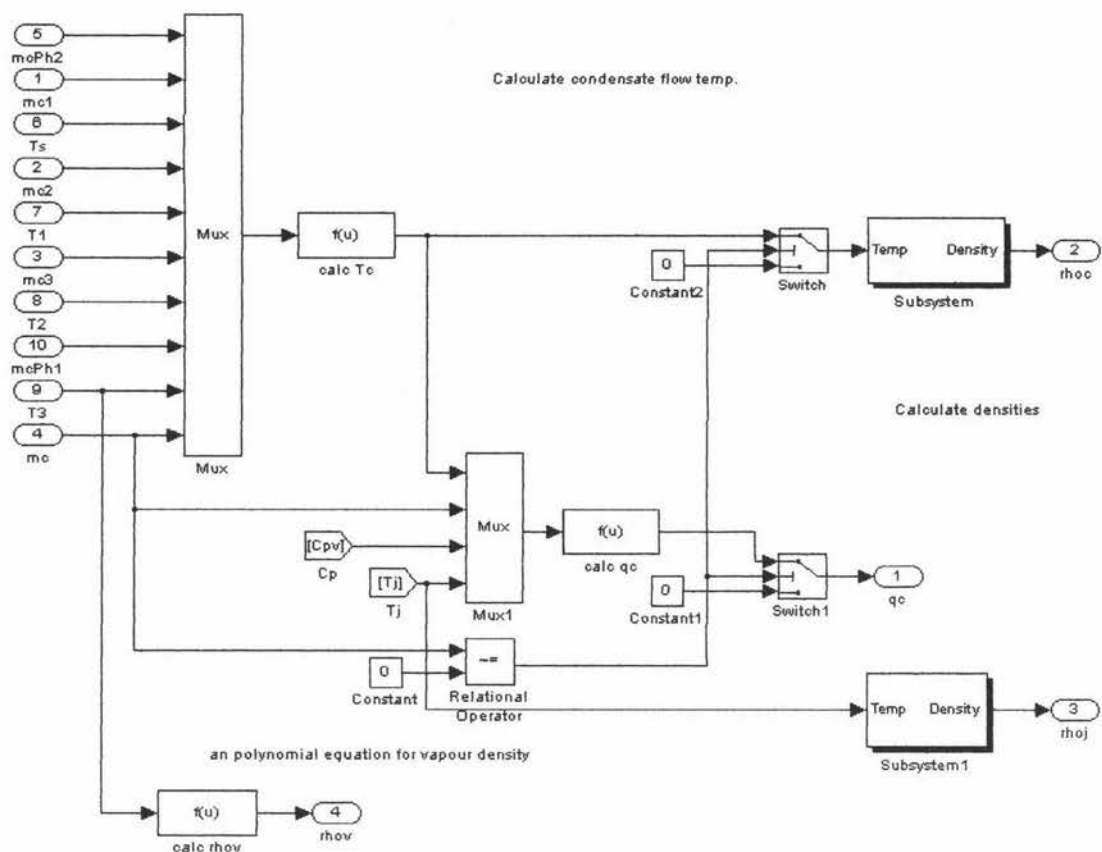 5
mcPh2
1
mc1
6
Ts
2
mc2
7
T1
3
mc3
8
T2
10
mcPh1
9
T3
4
mc
Mux
Mux
Calculate condensate flow temp.
f(u)
calc Tc
0
Constant2
Switch
Temp Density
Subsystem
2
rhoc
Calculate densities
Mux
Mux1
[Cpv]
Cp
[Tj]
Tj
f(u)
calc qc
0
Constant1
Switch1
1
qc
0
Constant
~=
Relational
Operator
Temp Density
Subsystem1
3
rhoj
an polynomial equation for vapour density
f(u)
calc rhov
4
rhov